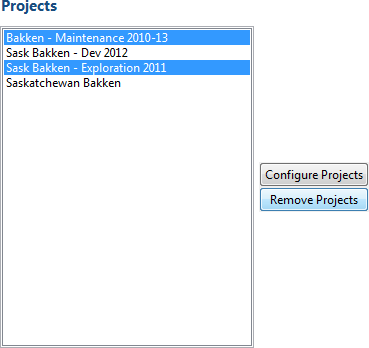 Projects
Bakken - Maintenance 2010-13
Sask Bakken - Dev 2012
Sask Bakken - Exploration 2011
Saskatchewan Bakken
Configure Projects
Remove Projects